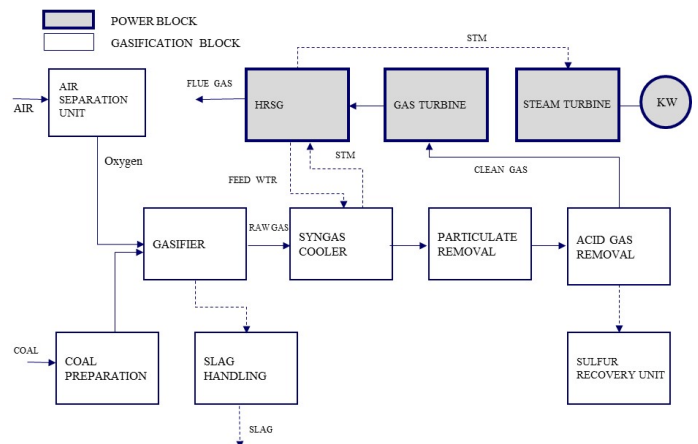 POWER BLOCK
GASIFICATION BLOCK
STM
AIR
SEPARATION
UNIT
AIR
FLUE GAS
HRSG
GAS TURBINE
STEAM TURBINE
KW
Oxygen
STM
FEED WTR
CLEAN GAS
GASIFIER
RAW GAS
SYNGAS
COOLER
PARTICULATE
REMOVAL
ACID GAS
REMOVAL
COAL
COAL
PREPARATION
SLAG
HANDLING
SULFUR
RECOVERY UNIT
SLAG